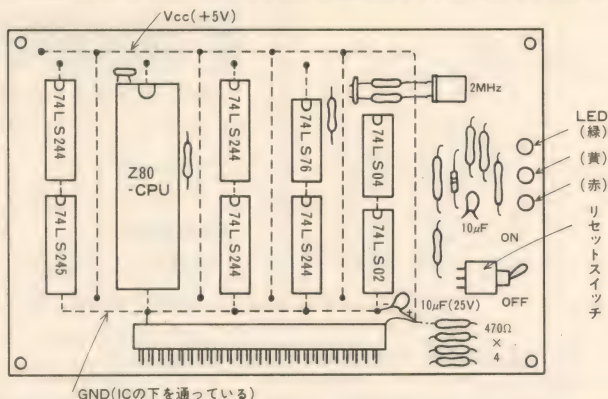 Vcc(+5V)
74LS244
Z80
-CPU
74LS244
74LS76
74LS04
2MHz
LED
(緑)
(黄)
(赤)
リセットスイッチ
74LS245
74LS244
74LS244
74LS02
10μF
ON
OFF
10μF(25V)
−
+
470Ω
×
4
GND(ICの下を通っている)